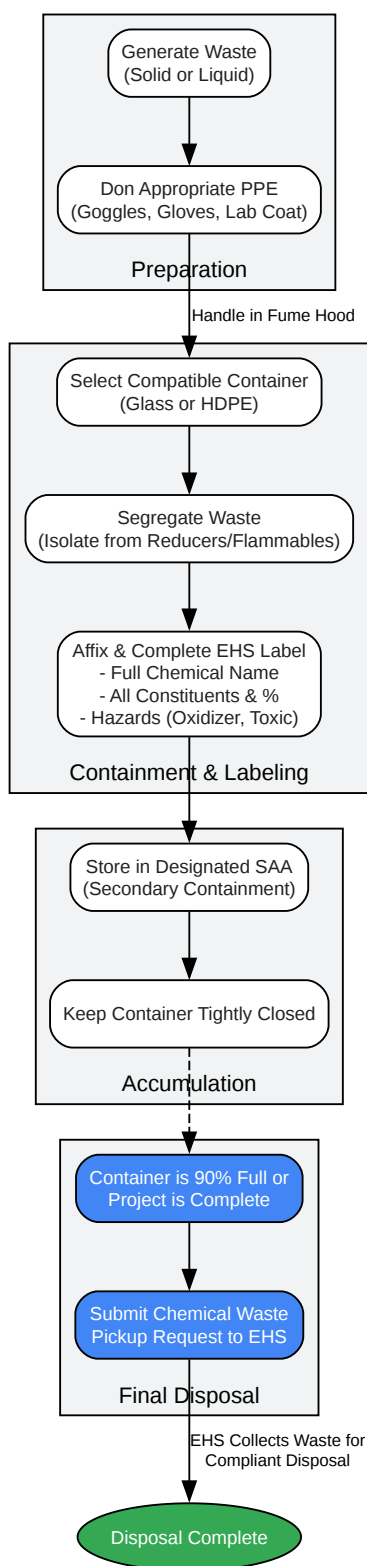 Generate Waste
(Solid or Liquid)
Don Appropriate PPE
(Goggles, Gloves, Lab Coat)
Preparation
Handle in Fume Hood
Select Compatible Container
(Glass or HDPE)
Segregate Waste
(Isolate from Reducers/Flammables)
Affix & Complete EHS Label
- Full Chemical Name
- All Constituents & %
- Hazards (Oxidizer, Toxic)
Containment & Labeling
Store in Designated SAA
(Secondary Containment)
Keep Container Tightly Closed
Accumulation
Container is 90% Full or
Project is Complete
Submit Chemical Waste
Pickup Request to EHS
Final Disposal
EHS Collects Waste for
Compliant Disposal
Disposal Complete